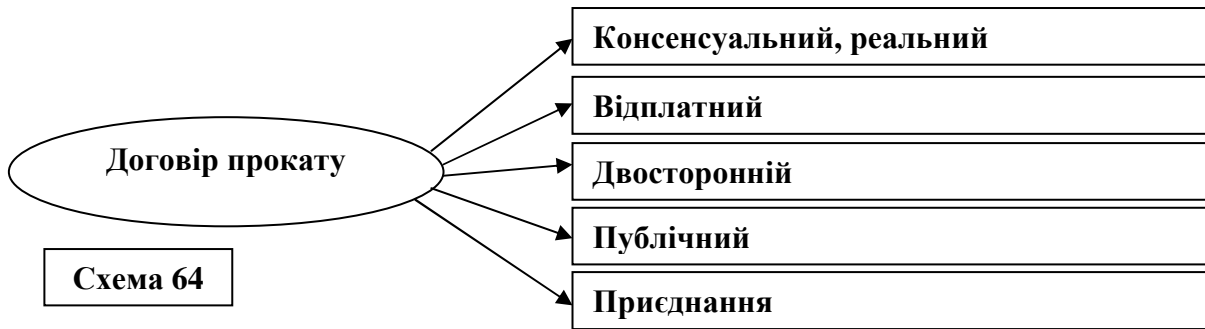 Консенсуальний, реальний
Відплатний
Договір прокату
Двосторонній
Публічний
Схема 64
Приєднання